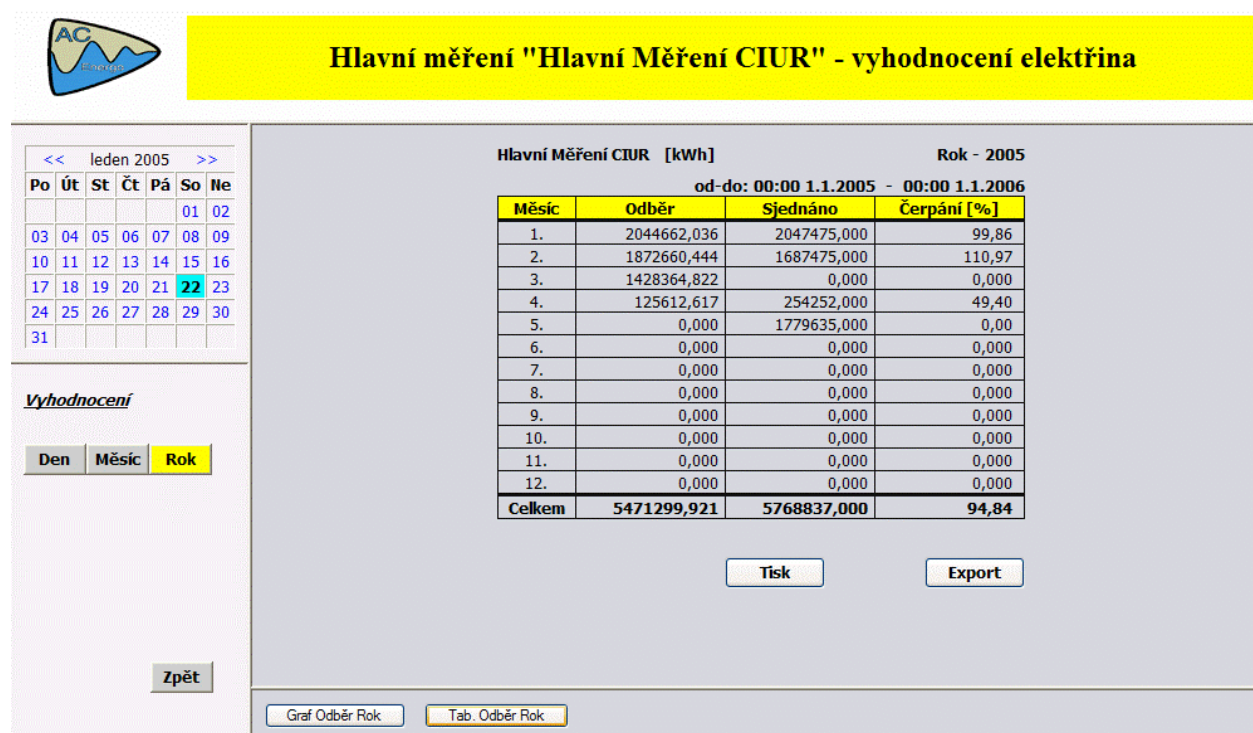 AC
Energo
Hlavní měření "Hlavní Měření CIUR" - vyhodnocení elektřina
<< leden 2005 >>
Po Út St Čt Pá So Ne
01 02
03 04 05 06 07 08 09
10 11 12 13 14 15 16
17 18 19 20 21 22 23
24 25 26 27 28 29 30
31
Vyhodnocení
Den Měsíc Rok
Zpět
Hlavní Měření CIUR [kWh] Rok - 2005
od-do: 00:00 1.1.2005 - 00:00 1.1.2006
Měsíc Odběr Sjednáno Čerpání [%]
1. 2044662,036 2047475,000 99,86
2. 1872660,444 1687475,000 110,97
3. 1428364,822 0,000 0,000
4. 125612,617 254252,000 49,40
5. 0,000 1779635,000 0,00
6. 0,000 0,000 0,000
7. 0,000 0,000 0,000
8. 0,000 0,000 0,000
9. 0,000 0,000 0,000
10. 0,000 0,000 0,000
11. 0,000 0,000 0,000
12. 0,000 0,000 0,000
Celkem 5471299,921 5768837,000 94,84
Tisk Export
Graf Odběr Rok Tab. Odběr Rok